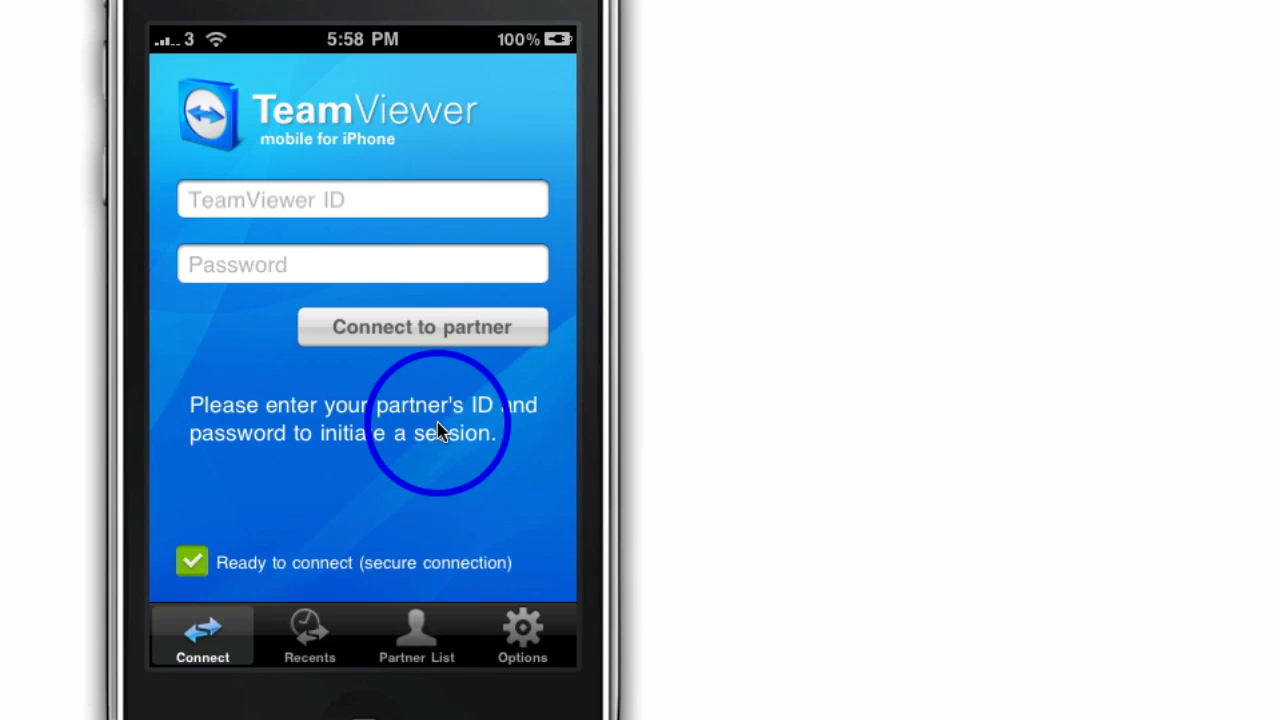 3 5:58 PM 100%
TeamViewer
mobile for iPhone
TeamViewer ID
Password
Connect to partner
Please enter your partner's ID and
password to initiate a session.
Ready to connect (secure connection)
Connect Recents Partner List Options